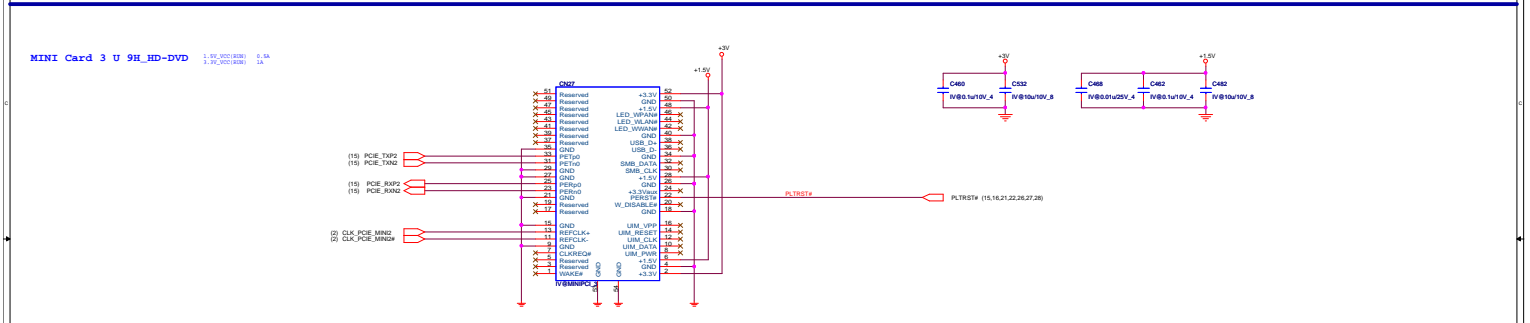 MINI Card 3 U 9H_HD-DVD
1.5V_VCC(RUN) 0.5A
3.3V_VCC(RUN) 1A
+3V
+1.5V
CN27
51 Reserved +3.3V 52
49 Reserved GND 50
47 Reserved +1.5V 48
45 Reserved LED_WPAN# 46
43 Reserved LED_WLAN# 44
41 Reserved LED_WWAN# 42
39 Reserved GND 40
37 Reserved USB_D+ 38
35 GND USB_D- 36
(15) PCIE_TXP2 33 PETp0 GND 34
(15) PCIE_TXN2 31 PETn0 SMB_DATA 32
29 GND SMB_CLK 30
27 GND +1.5V 28
(15) PCIE_RXP2 25 PERp0 GND 26
(15) PCIE_RXN2 23 PERn0 +3.3Vaux 24
21 GND PERST# 22 PLTRST# PLTRST# (15,16,21,22,26,27,28)
19 Reserved W_DISABLE# 20
17 Reserved GND 18
15 GND UIM_VPP 16
(2) CLK_PCIE_MINI2 13 REFCLK+ UIM_RESET 14
(2) CLK_PCIE_MINI2# 11 REFCLK- UIM_CLK 12
9 GND UIM_DATA 10
7 CLKREQ# UIM_PWR 8
5 Reserved +1.5V 6
3 Reserved GND 4
1 WAKE# +3.3V 2
GND GND
53 54
IV@MINIPCI_3
+3V
C460
IV@0.1u/10V_4
C532
IV@10u/10V_8
+1.5V
C468
IV@0.01u/25V_4
C462
IV@0.1u/10V_4
C482
IV@10u/10V_8
C
C